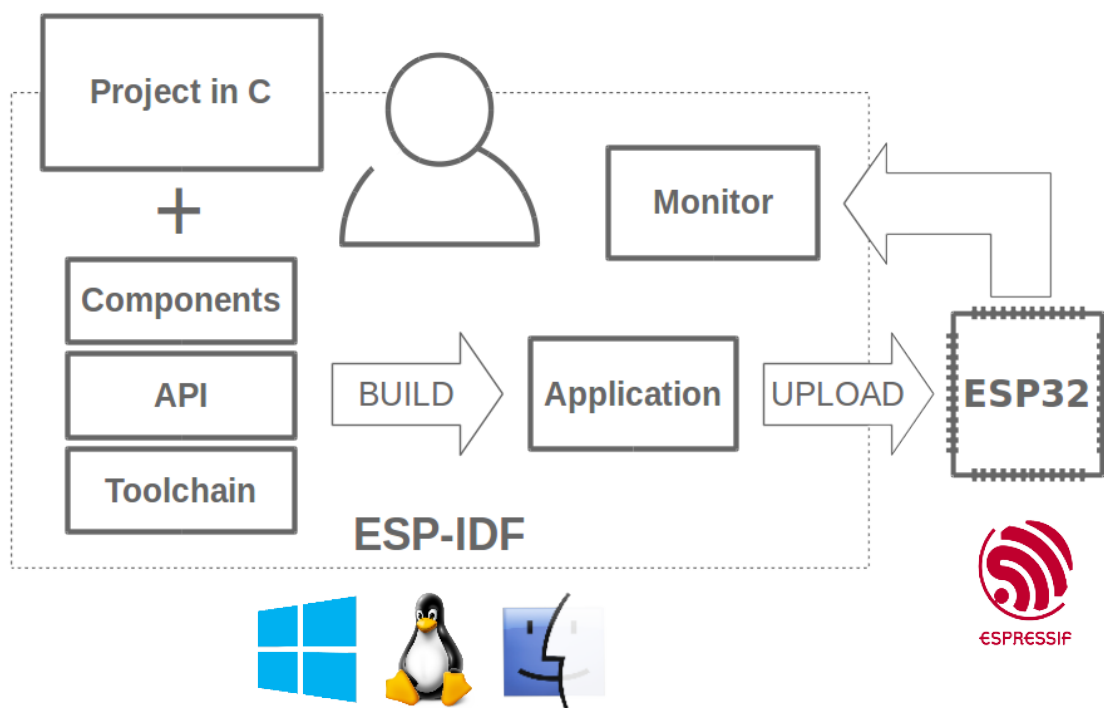 Project in C
+
Components
API
Toolchain
BUILD
Application
UPLOAD
Monitor
ESP32
ESP-IDF
ESPRESSIF